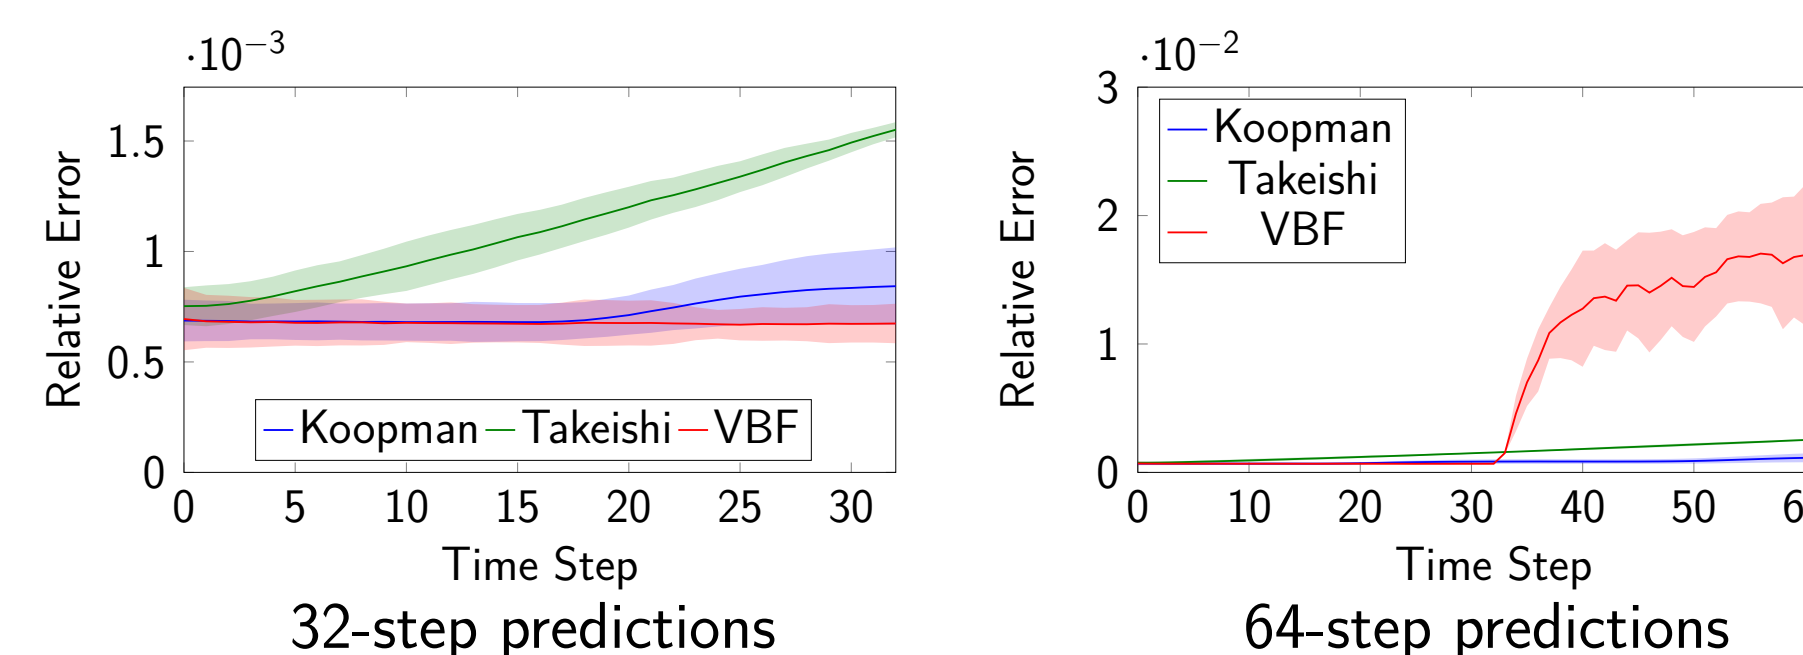 ·10−3
1.5
1
0.5
0
Relative Error
Koopman Takeishi VBF
0 5 10 15 20 25 30
Time Step
32-step predictions
·10−2
3
2
1
0
Relative Error
Koopman
Takeishi
VBF
0 10 20 30 40 50 6
Time Step
64-step predictions